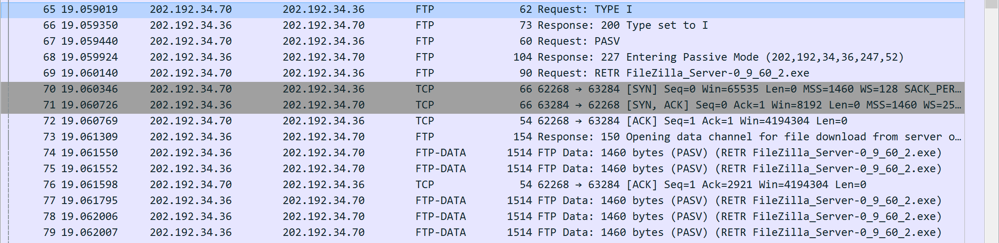 65 19.059019 202.192.34.70 202.192.34.36 FTP 62 Request: TYPE I
66 19.059350 202.192.34.36 202.192.34.70 FTP 73 Response: 200 Type set to I
67 19.059440 202.192.34.70 202.192.34.36 FTP 60 Request: PASV
68 19.059924 202.192.34.36 202.192.34.70 FTP 104 Response: 227 Entering Passive Mode (202,192,34,36,247,52)
69 19.060140 202.192.34.70 202.192.34.36 FTP 90 Request: RETR FileZilla_Server-0_9_60_2.exe
70 19.060346 202.192.34.70 202.192.34.36 TCP 66 62268 → 63284 [SYN] Seq=0 Win=65535 Len=0 MSS=1460 WS=128 SACK_PER…
71 19.060726 202.192.34.36 202.192.34.70 TCP 66 63284 → 62268 [SYN, ACK] Seq=0 Ack=1 Win=8192 Len=0 MSS=1460 WS=25…
72 19.060769 202.192.34.70 202.192.34.36 TCP 54 62268 → 63284 [ACK] Seq=1 Ack=1 Win=4194304 Len=0
73 19.061309 202.192.34.36 202.192.34.70 FTP 154 Response: 150 Opening data channel for file download from server o…
74 19.061550 202.192.34.36 202.192.34.70 FTP-DATA 1514 FTP Data: 1460 bytes (PASV) (RETR FileZilla_Server-0_9_60_2.exe)
75 19.061552 202.192.34.36 202.192.34.70 FTP-DATA 1514 FTP Data: 1460 bytes (PASV) (RETR FileZilla_Server-0_9_60_2.exe)
76 19.061598 202.192.34.70 202.192.34.36 TCP 54 62268 → 63284 [ACK] Seq=1 Ack=2921 Win=4194304 Len=0
77 19.061795 202.192.34.36 202.192.34.70 FTP-DATA 1514 FTP Data: 1460 bytes (PASV) (RETR FileZilla_Server-0_9_60_2.exe)
78 19.062006 202.192.34.36 202.192.34.70 FTP-DATA 1514 FTP Data: 1460 bytes (PASV) (RETR FileZilla_Server-0_9_60_2.exe)
79 19.062007 202.192.34.36 202.192.34.70 FTP-DATA 1514 FTP Data: 1460 bytes (PASV) (RETR FileZilla_Server-0_9_60_2.exe)